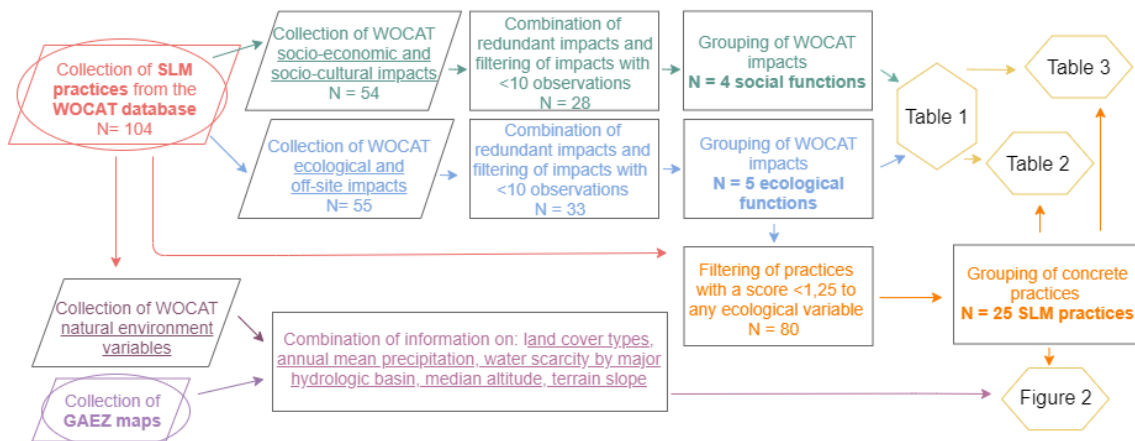 Collection of SLM
practices from the
WOCAT database
N= 104
Collection of WOCAT
socio-economic and
socio-cultural impacts
N = 54
Combination of
redundant impacts and
filtering of impacts with
<10 observations
N = 28
Grouping of WOCAT
impacts
N = 4 social functions
Table 1
Table 3
Table 2
Collection of WOCAT
ecological and
off-site impacts
N= 55
Combination of
redundant impacts and
filtering of impacts with
<10 observations
N = 33
Grouping of WOCAT
impacts
N = 5 ecological
functions
Filtering of practices
with a score <1,25 to
any ecological variable
N = 80
Grouping of concrete
practices
N = 25 SLM practices
Collection of WOCAT
natural environment
variables
Combination of information on: land cover types,
annual mean precipitation, water scarcity by major
hydrologic basin, median altitude, terrain slope
Collection of
GAEZ maps
Figure 2